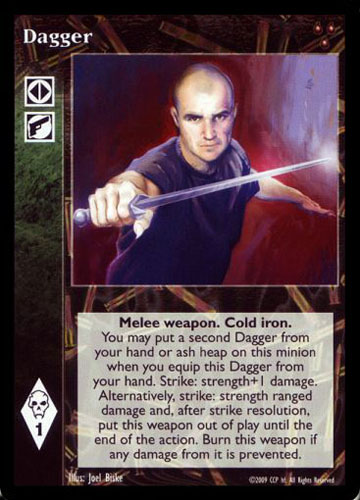 Dagger
Melee weapon. Cold iron.
You may put a second Dagger from
your hand or ash heap on this minion
when you equip this Dagger from
your hand. Strike: strength+1 damage.
Alternatively, strike: strength ranged
damage and, after strike resolution,
put this weapon out of play until the
end of the action. Burn this weapon if
any damage from it is prevented.
1
Illus: Joel Biske
©2009 CCP hf. All Rights Reserved